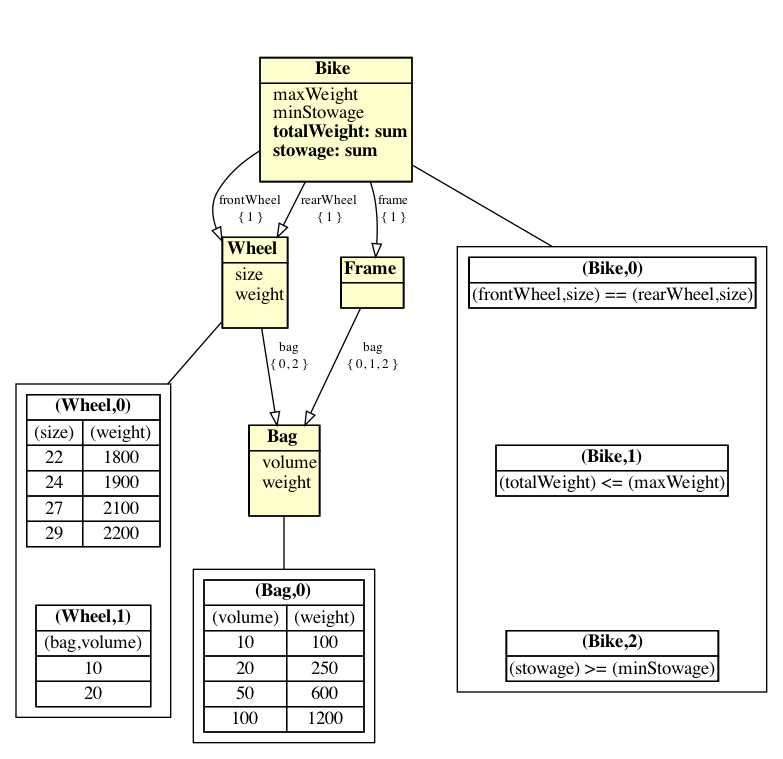 Bike
maxWeight
minStowage
totalWeight: sum
stowage: sum
frontWheel
{ 1 }
rearWheel
{ 1 }
frame
{ 1 }
Wheel
size
weight
Frame
bag
{ 0, 2 }
bag
{ 0, 1, 2 }
Bag
volume
weight
(Wheel,0)
(size) (weight)
22 1800
24 1900
27 2100
29 2200
(Wheel,1)
(bag,volume)
10
20
(Bag,0)
(volume) (weight)
10 100
20 250
50 600
100 1200
(Bike,0)
(frontWheel,size) == (rearWheel,size)
(Bike,1)
(totalWeight) <= (maxWeight)
(Bike,2)
(stowage) >= (minStowage)